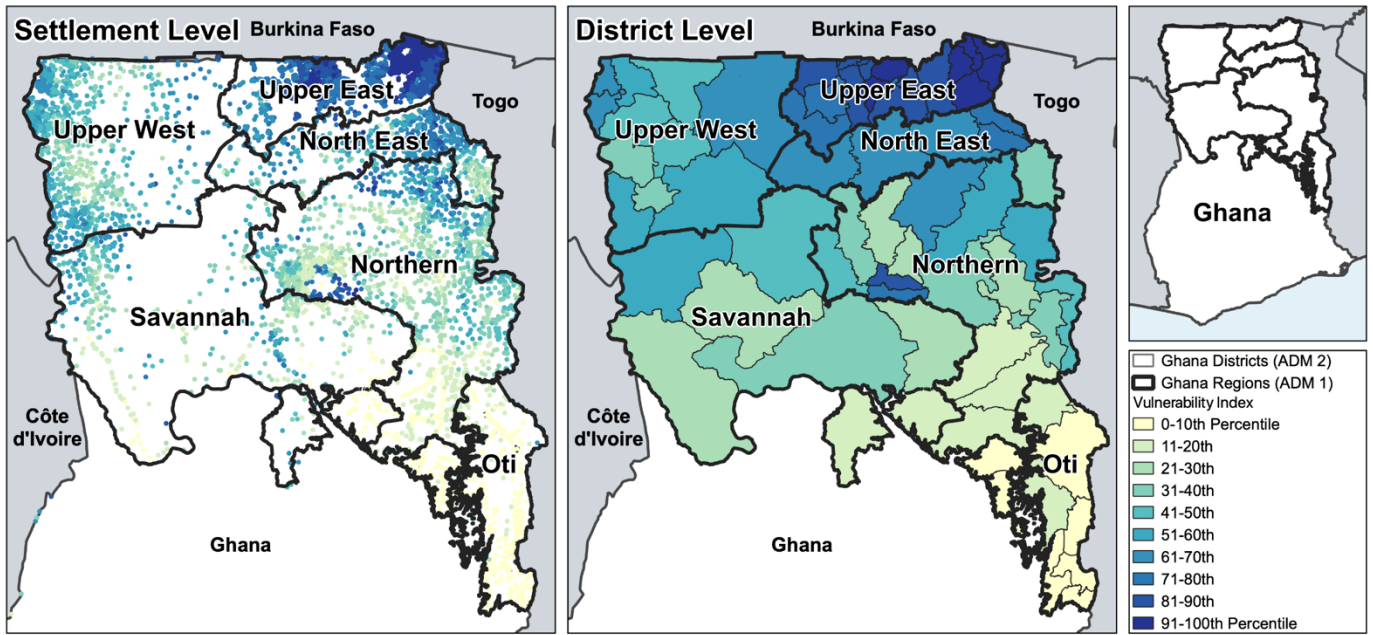 Settlement Level
Burkina Faso
Upper East
Togo
Upper West
North East
Northern
Savannah
Côte
d'Ivoire
Oti
Ghana
District Level
Burkina Faso
Upper East
Togo
Upper West
North East
Northern
Savannah
Côte
d'Ivoire
Oti
Ghana
Ghana
Ghana Districts (ADM 2)
Ghana Regions (ADM 1)
Vulnerability Index
0-10th Percentile
11-20th
21-30th
31-40th
41-50th
51-60th
61-70th
71-80th
81-90th
91-100th Percentile